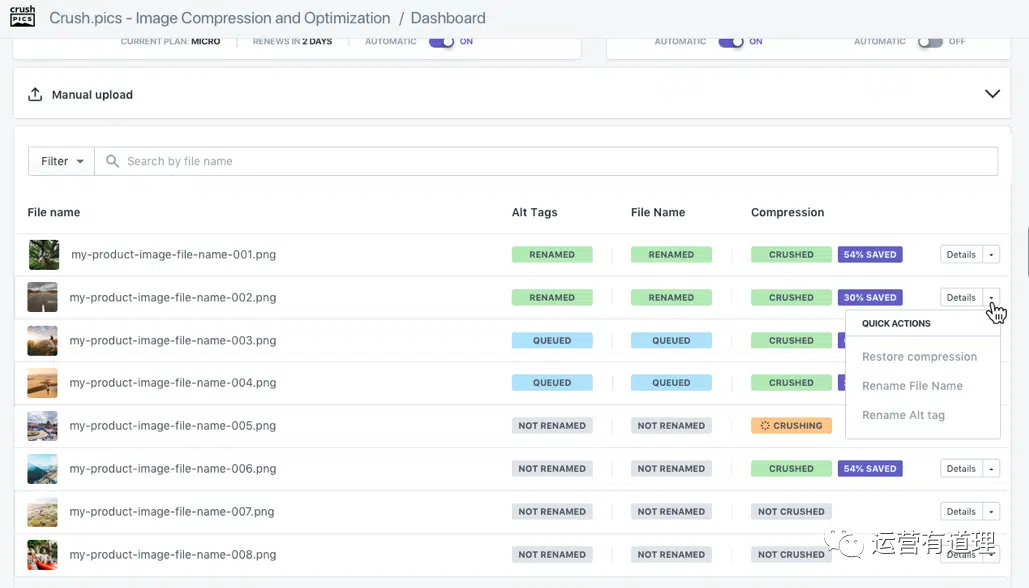 crush
PICS
Crush.pics - Image Compression and Optimization / Dashboard
CURRENT PLAN: MICRO RENEWS IN 2 DAYS AUTOMATIC ON AUTOMATIC ON AUTOMATIC OFF
Manual upload
Filter Search by file name
File name Alt Tags File Name Compression
my-product-image-file-name-001.png RENAMED RENAMED CRUSHED 54% SAVED Details
my-product-image-file-name-002.png RENAMED RENAMED CRUSHED 30% SAVED Details
QUICK ACTIONS
my-product-image-file-name-003.png QUEUED QUEUED CRUSHED
Restore compression
my-product-image-file-name-004.png QUEUED QUEUED CRUSHED
Rename File Name
Rename Alt tag
my-product-image-file-name-005.png NOT RENAMED NOT RENAMED CRUSHING
my-product-image-file-name-006.png NOT RENAMED NOT RENAMED CRUSHED 54% SAVED Details
my-product-image-file-name-007.png NOT RENAMED NOT RENAMED NOT CRUSHED Details
运营有道理
my-product-image-file-name-008.png NOT RENAMED NOT RENAMED NOT CRUSHED Details